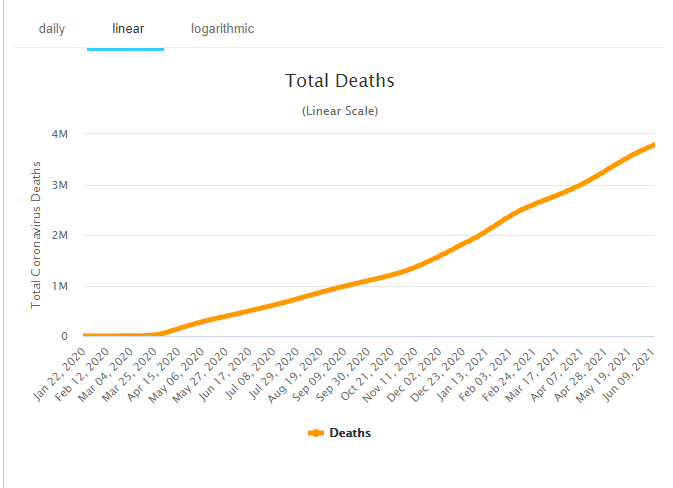 daily linear logarithmic
Total Deaths
(Linear Scale)
Total Coronavirus Deaths
4M
3M
2M
1M
0
Jan 22, 2020
Feb 12, 2020
Mar 04, 2020
Mar 25, 2020
Apr 15, 2020
May 06, 2020
May 27, 2020
Jun 17, 2020
Jul 08, 2020
Jul 29, 2020
Aug 19, 2020
Sep 09, 2020
Sep 30, 2020
Oct 21, 2020
Nov 11, 2020
Dec 02, 2020
Dec 23, 2020
Jan 13, 2021
Feb 03, 2021
Feb 24, 2021
Mar 17, 2021
Apr 07, 2021
Apr 28, 2021
May 19, 2021
Jun 09, 2021
Deaths